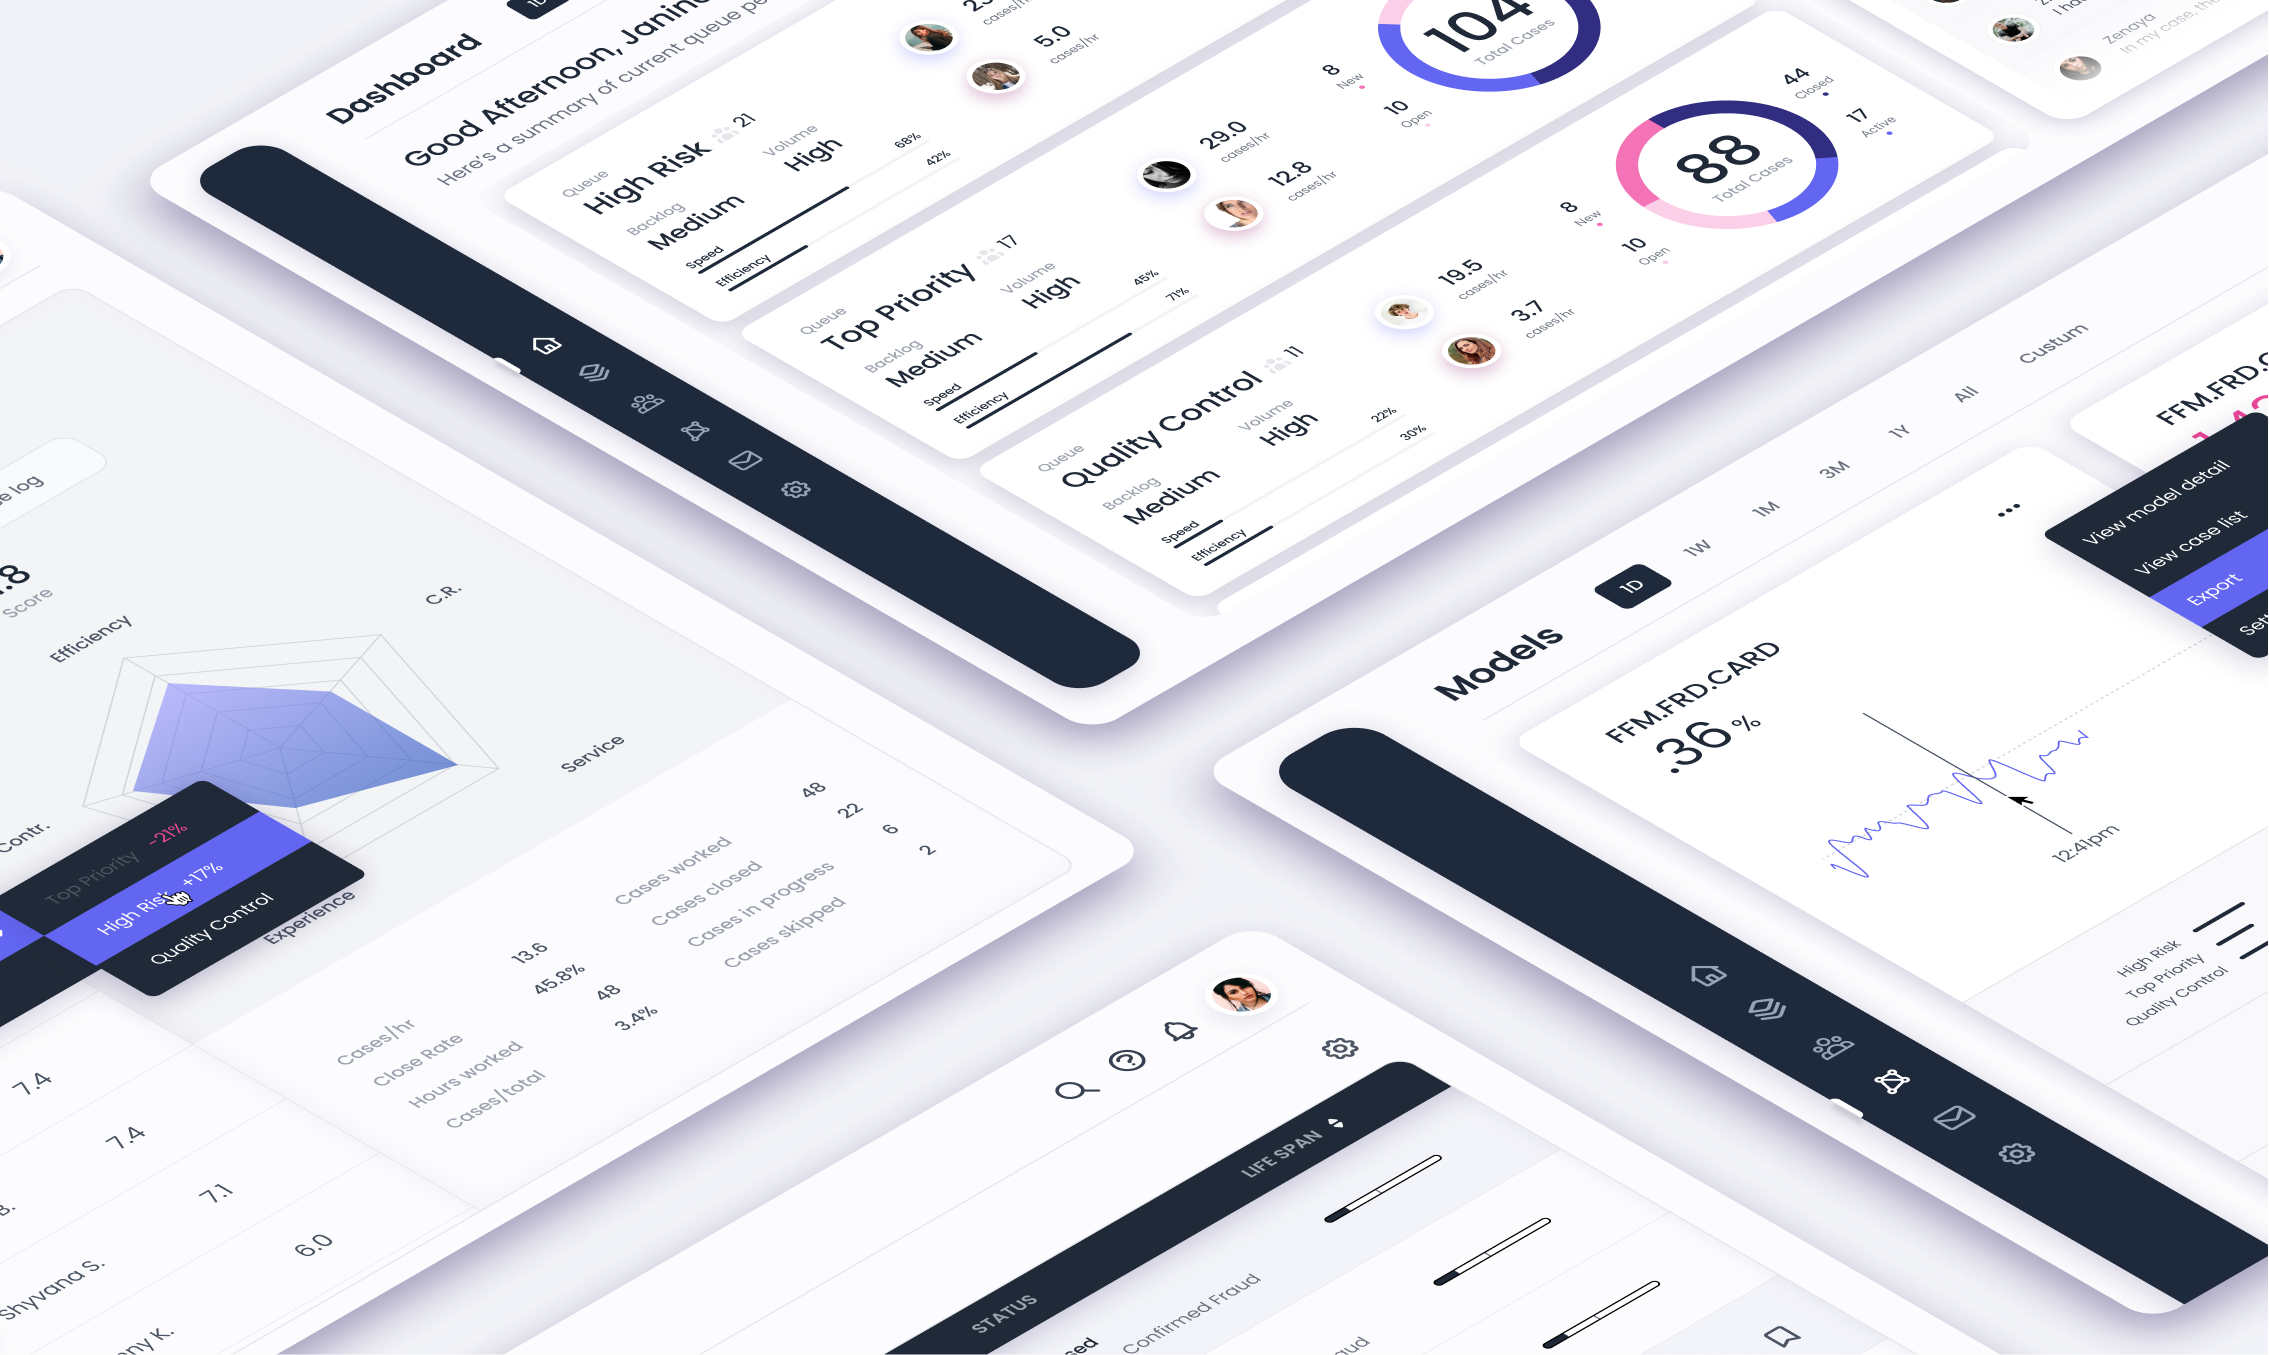 Dashboard
Good Afternoon, Janine
Here's a summary of current queue
Queue
High Risk
21
Backlog
Medium
Volume
High
Speed
68%
Efficiency
42%
cases/hr
5.0
cases/hr
104
Total Cases
8
New
10
Open
Queue
Top Priority
17
Backlog
Medium
Volume
High
Speed
45%
Efficiency
71%
29.0
cases/hr
12.8
cases/hr
88
Total Cases
44
Closed
17
Active
8
New
10
Open
Queue
Quality Control
11
Backlog
Medium
Volume
High
Speed
22%
Efficiency
30%
19.5
cases/hr
3.7
cases/hr
Zenaya
In my case, the
Models
1D
1W
1M
3M
1Y
All
Custum
FFM.FRD.CARD
.36 %
12:41pm
High Risk
Top Priority
Quality Control
FFM.FRD.
View model detail
View case list
Export
log
.8
Score
Efficiency
C.R.
Service
Experience
Contr.
Top Priority -21%
High Risk +17%
Quality Control
Cases/hr 13.6
Close Rate 45.8%
Hours worked 48
Cases/total 3.4%
Cases worked 48
Cases closed 22
Cases in progress 6
Cases skipped 2
7.4
7.4
B.
7.1
Shyvana S.
6.0
ny K.
STATUS
LIFE SPAN
sed
Confirmed Fraud
aud